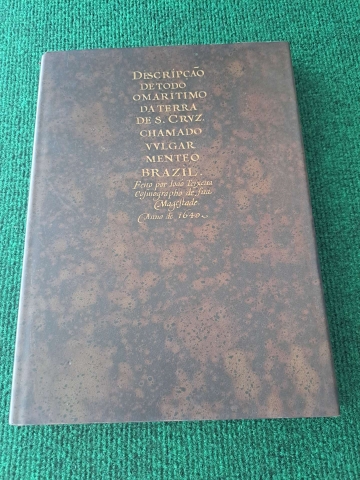 DISCRIPÇÃO
DE TODO
O MARITIMO
DA TERRA
DE S. CRVZ.
CHAMADO
VVLGAR
MENTE O
BRAZIL.
Feito por João Teixeira
Cosmographo de Sua
Magestade
Anno de 1640